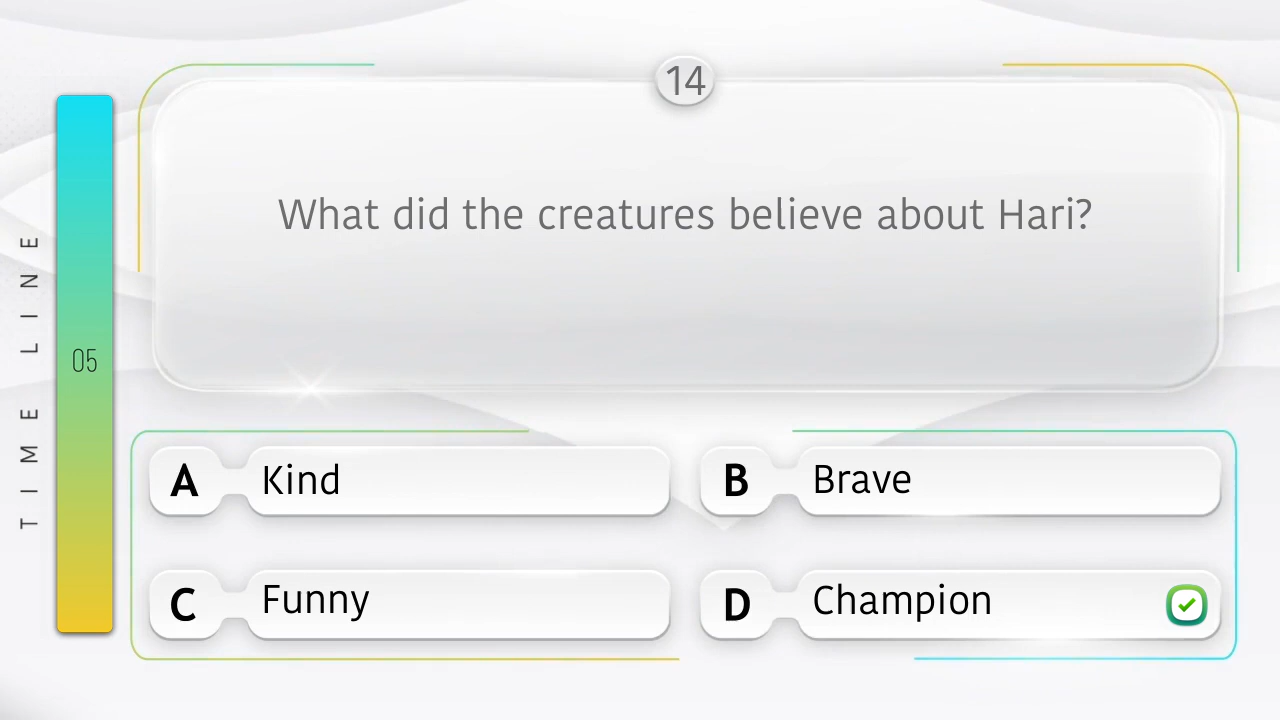 14
What did the creatures believe about Hari?
TIME LINE
05
A Kind
B Brave
C Funny
D Champion